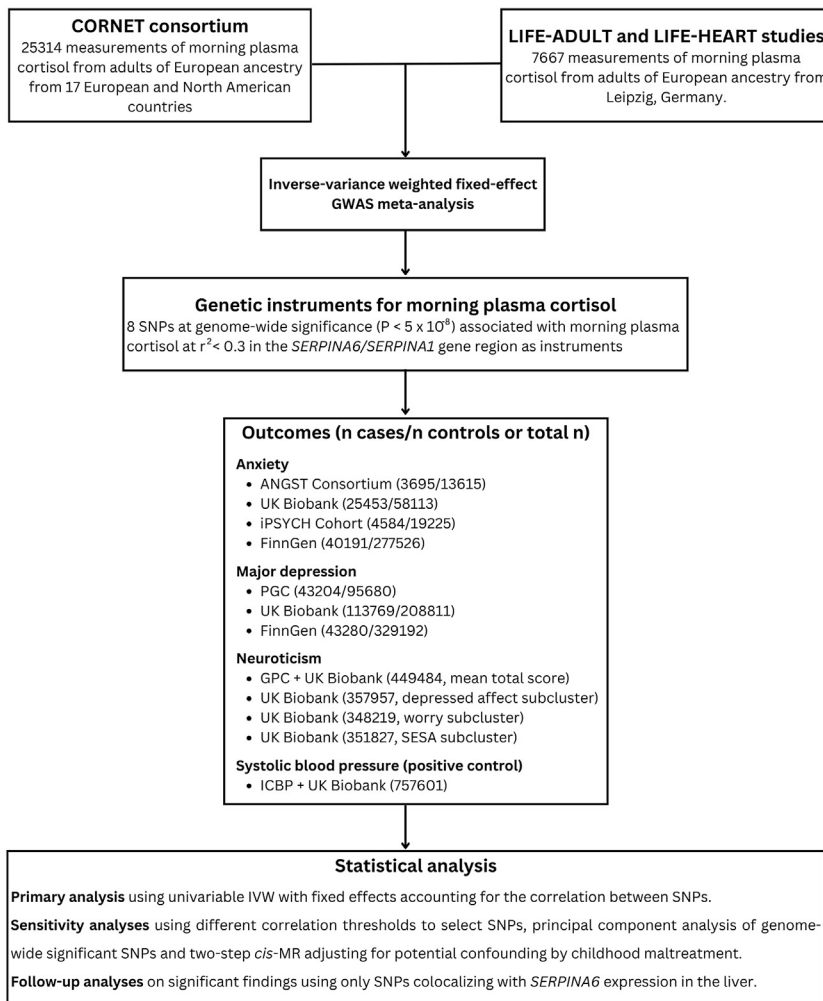 CORNET consortium
25314 measurements of morning plasma
cortisol from adults of European ancestry
from 17 European and North American
countries
LIFE-ADULT and LIFE-HEART studies
7667 measurements of morning plasma
cortisol from adults of European ancestry from
Leipzig, Germany.
Inverse-variance weighted fixed-effect
GWAS meta-analysis
Genetic instruments for morning plasma cortisol
8 SNPs at genome-wide significance (P < 5 x 10⁻⁸) associated with morning plasma
cortisol at r²< 0.3 in the SERPINA6/SERPINA1 gene region as instruments
Outcomes (n cases/n controls or total n)
Anxiety
• ANGST Consortium (3695/13615)
• UK Biobank (25453/58113)
• iPSYCH Cohort (4584/19225)
• FinnGen (40191/277526)
Major depression
• PGC (43204/95680)
• UK Biobank (113769/208811)
• FinnGen (43280/329192)
Neuroticism
• GPC + UK Biobank (449484, mean total score)
• UK Biobank (357957, depressed affect subcluster)
• UK Biobank (348219, worry subcluster)
• UK Biobank (351827, SESA subcluster)
Systolic blood pressure (positive control)
• ICBP + UK Biobank (757601)
Statistical analysis
Primary analysis using univariable IVW with fixed effects accounting for the correlation between SNPs.
Sensitivity analyses using different correlation thresholds to select SNPs, principal component analysis of genome-
wide significant SNPs and two-step cis-MR adjusting for potential confounding by childhood maltreatment.
Follow-up analyses on significant findings using only SNPs colocalizing with SERPINA6 expression in the liver.